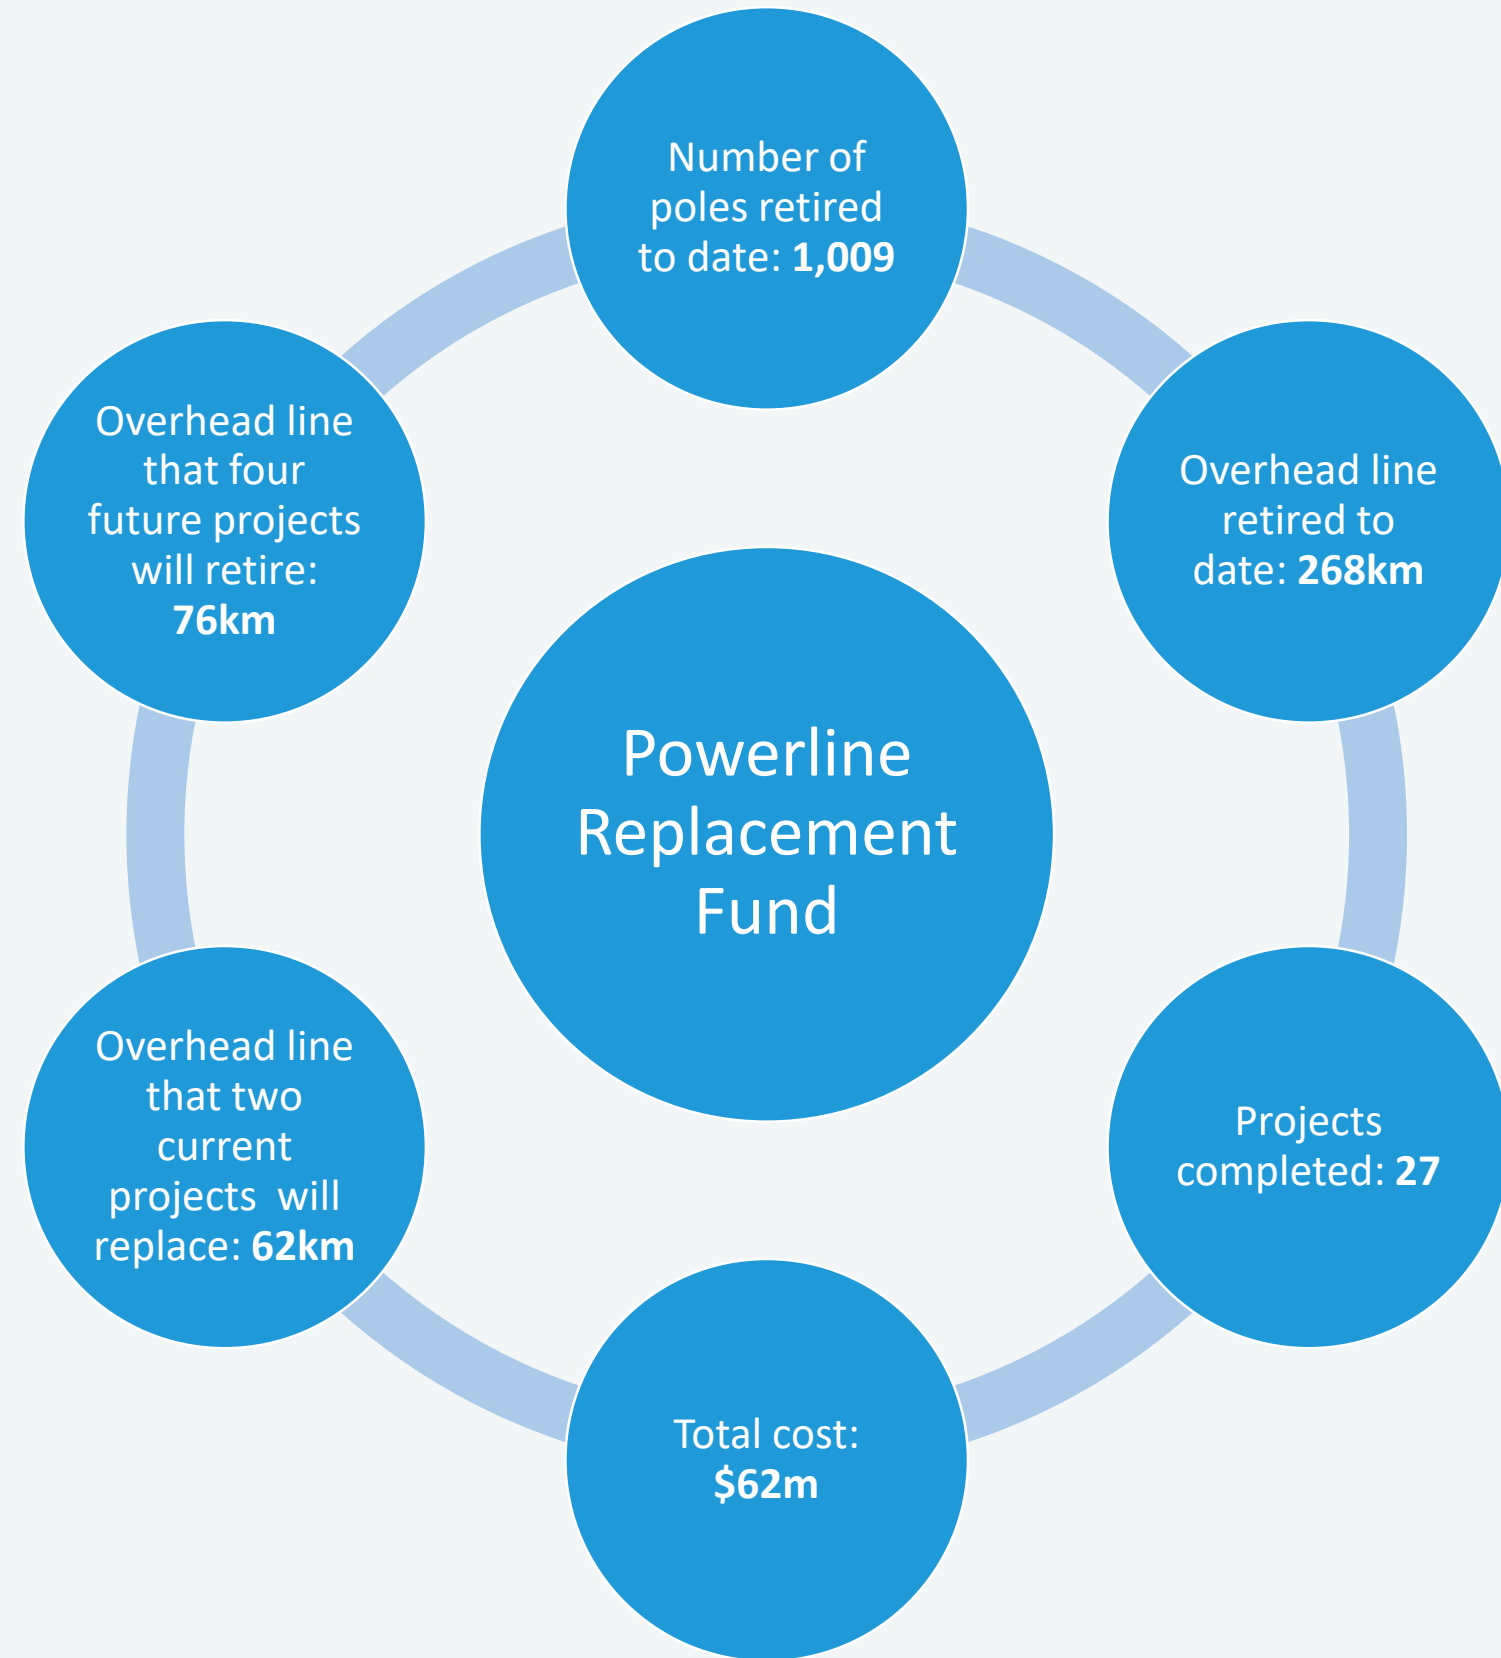 Number of
poles retired
to date: 1,009
Overhead line
retired to
date: 268km
Projects
completed: 27
Total cost:
$62m
Overhead line
that two
current
projects  will
replace: 62km
Overhead line
that four
future projects
will retire:
76km
Powerline
Replacement
Fund